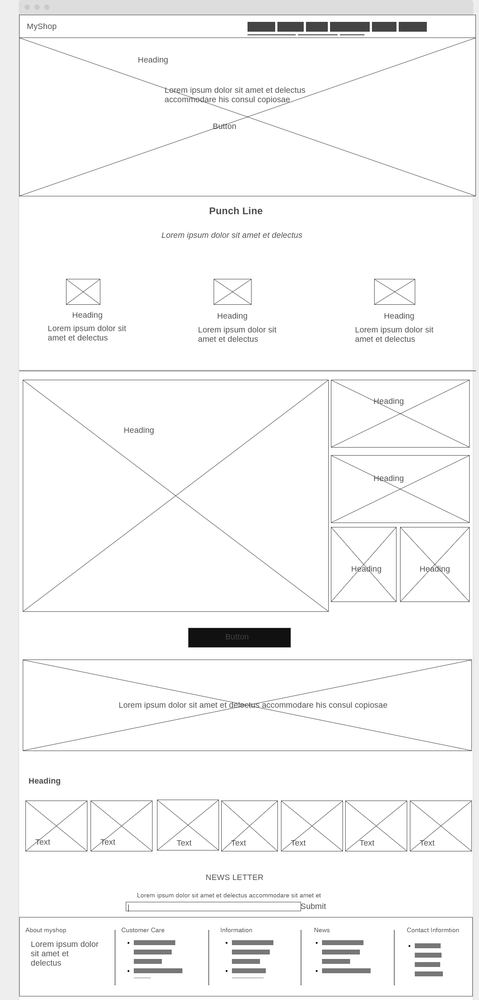 MyShop
Heading
Lorem ipsum dolor sit amet et delectus
accommodare his consul copiosae
Button
Punch Line
Lorem ipsum dolor sit amet et delectus
Heading
Lorem ipsum dolor sit
amet et delectus
Heading
Lorem ipsum dolor sit
amet et delectus
Heading
Lorem ipsum dolor sit
amet et delectus
Heading
Heading
Heading
Heading
Heading
Button
Lorem ipsum dolor sit amet et delectus accommodare his consul copiosae
Heading
Text
Text
Text
Text
Text
Text
Text
NEWS LETTER
Lorem ipsum dolor sit amet et delectus accommodare sit amet et
Submit
About myshop
Lorem ipsum dolor
sit amet et
delectus
Customer Care
Information
News
Contact Informtion